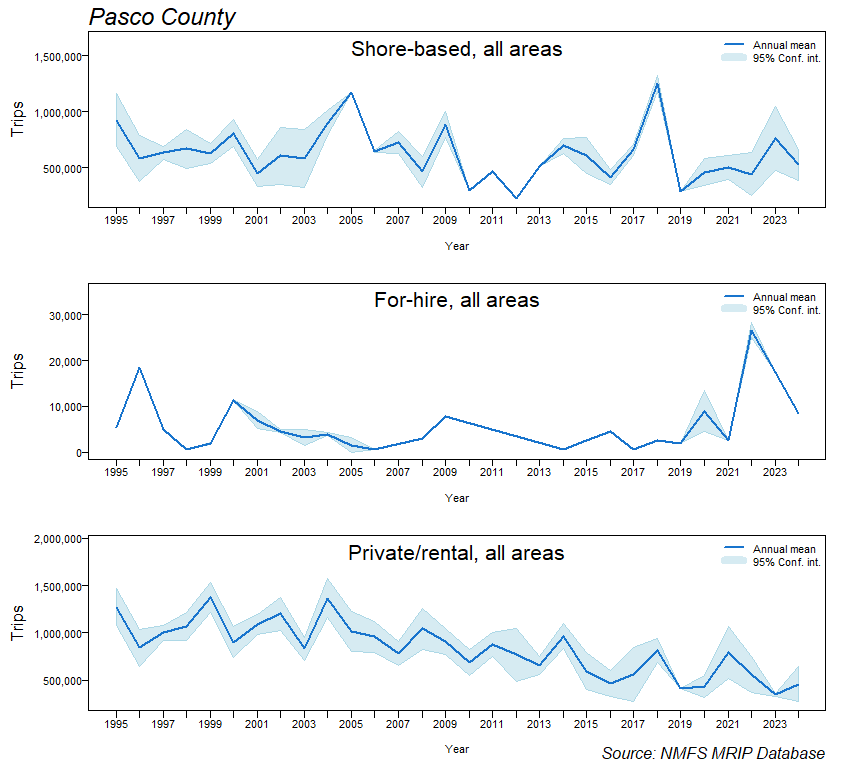 Pasco County
Shore-based, all areas
Annual mean
95% Conf. int.
Trips
1,500,000
1,000,000
500,000
1995 1997 1999 2001 2003 2005 2007 2009 2011 2013 2015 2017 2019 2021 2023
Year
For-hire, all areas
Annual mean
95% Conf. int.
Trips
30,000
20,000
10,000
0
1995 1997 1999 2001 2003 2005 2007 2009 2011 2013 2015 2017 2019 2021 2023
Year
Private/rental, all areas
Annual mean
95% Conf. int.
Trips
2,000,000
1,500,000
1,000,000
500,000
1995 1997 1999 2001 2003 2005 2007 2009 2011 2013 2015 2017 2019 2021 2023
Year
Source: NMFS MRIP Database